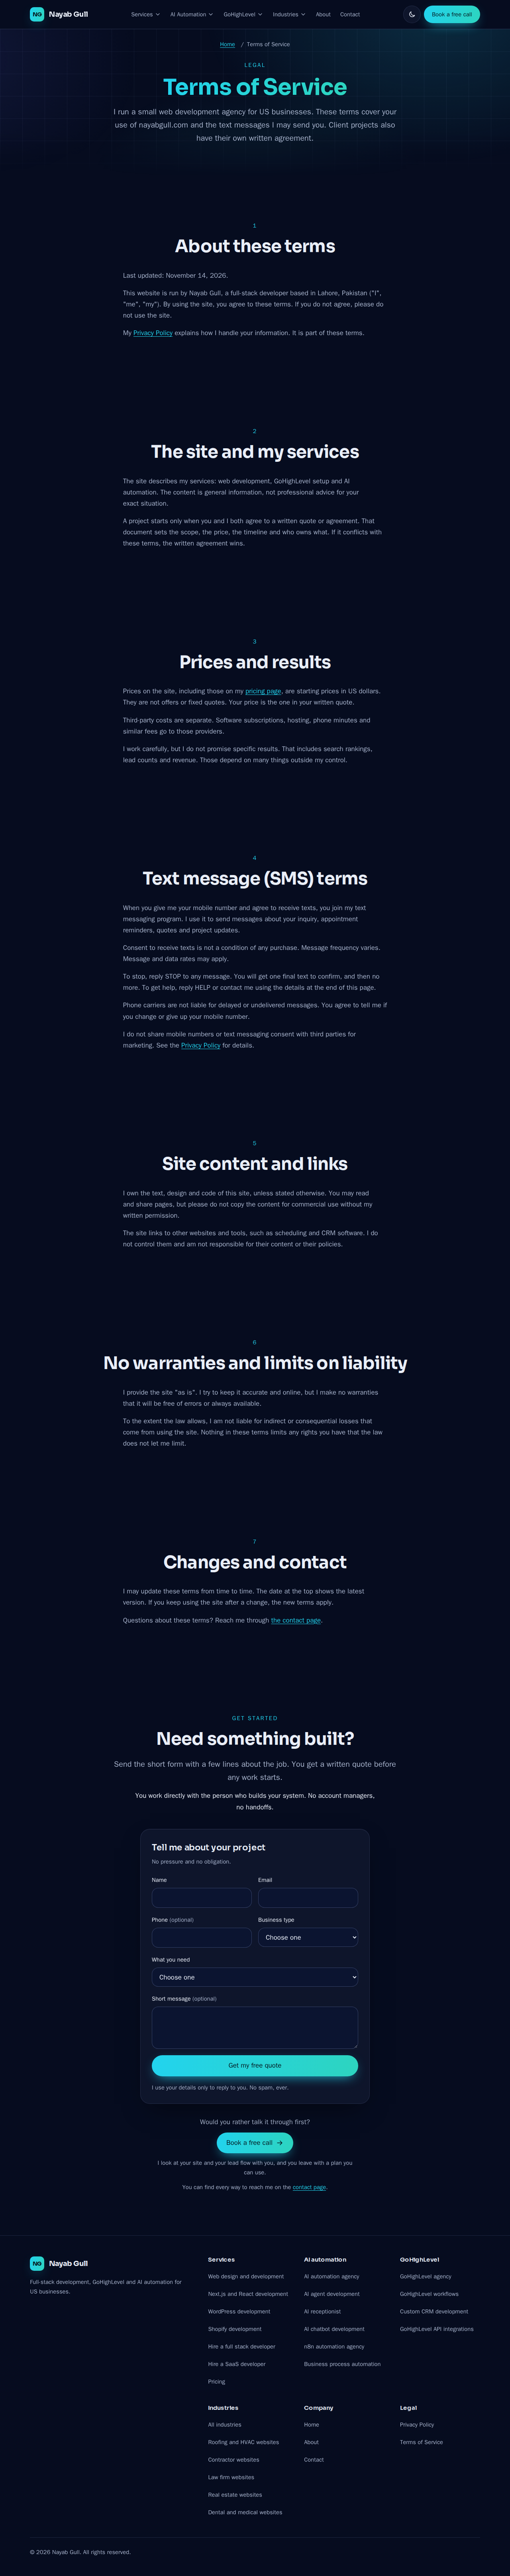 NG Nayab Gull Services AI Automation GoHighLevel Industries About Contact Book a free call
Home / Terms of Service
LEGAL
Terms of Service
I run a small web development agency for US businesses. These terms cover your
use of nayabgull.com and the text messages I may send you. Client projects also
have their own written agreement.
1
About these terms
Last updated: November 14, 2026.
This website is run by Nayab Gull, a full-stack developer based in Lahore, Pakistan ("I",
"me", "my"). By using the site, you agree to these terms. If you do not agree, please do
not use the site.
My Privacy Policy explains how I handle your information. It is part of these terms.
2
The site and my services
The site describes my services: web development, GoHighLevel setup and AI
automation. The content is general information, not professional advice for your
exact situation.
A project starts only when you and I both agree to a written quote or agreement. That
document sets the scope, the price, the timeline and who owns what. If it conflicts with
these terms, the written agreement wins.
3
Prices and results
Prices on the site, including those on my pricing page, are starting prices in US dollars.
They are not offers or fixed quotes. Your price is the one in your written quote.
Third-party costs are separate. Software subscriptions, hosting, phone minutes and
similar fees go to those providers.
I work carefully, but I do not promise specific results. That includes search rankings,
lead counts and revenue. Those depend on many things outside my control.
4
Text message (SMS) terms
When you give me your mobile number and agree to receive texts, you join my text
messaging program. I use it to send messages about your inquiry, appointment
reminders, quotes and project updates.
Consent to receive texts is not a condition of any purchase. Message frequency varies.
Message and data rates may apply.
To stop, reply STOP to any message. You will get one final text to confirm, and then no
more. To get help, reply HELP or contact me using the details at the end of this page.
Phone carriers are not liable for delayed or undelivered messages. You agree to tell me if
you change or give up your mobile number.
I do not share mobile numbers or text messaging consent with third parties for
marketing. See the Privacy Policy for details.
5
Site content and links
I own the text, design and code of this site, unless stated otherwise. You may read
and share pages, but please do not copy the content for commercial use without my
written permission.
The site links to other websites and tools, such as scheduling and CRM software. I do
not control them and am not responsible for their content or their policies.
6
No warranties and limits on liability
I provide the site "as is". I try to keep it accurate and online, but I make no warranties
that it will be free of errors or always available.
To the extent the law allows, I am not liable for indirect or consequential losses that
come from using the site. Nothing in these terms limits any rights you have that the law
does not let me limit.
7
Changes and contact
I may update these terms from time to time. The date at the top shows the latest
version. If you keep using the site after a change, the new terms apply.
Questions about these terms? Reach me through the contact page.
GET STARTED
Need something built?
Send the short form with a few lines about the job. You get a written quote before
any work starts.
You work directly with the person who builds your system. No account managers,
no handoffs.
Tell me about your project
No pressure and no obligation.
Name Email
Phone (optional) Business type
Choose one
What you need
Choose one
Short message (optional)
Get my free quote
I use your details only to reply to you. No spam, ever.
Would you rather talk it through first?
Book a free call →
I look at your site and your lead flow with you, and you leave with a plan you
can use.
You can find every way to reach me on the contact page.
NG Nayab Gull
Full-stack development, GoHighLevel and AI automation for
US businesses.
Services
Web design and development
Next.js and React development
WordPress development
Shopify development
Hire a full stack developer
Hire a SaaS developer
Pricing
AI automation
AI automation agency
AI agent development
AI receptionist
AI chatbot development
n8n automation agency
Business process automation
GoHighLevel
GoHighLevel agency
GoHighLevel workflows
Custom CRM development
GoHighLevel API integrations
Industries
All industries
Roofing and HVAC websites
Contractor websites
Law firm websites
Real estate websites
Dental and medical websites
Company
Home
About
Contact
Legal
Privacy Policy
Terms of Service
© 2026 Nayab Gull. All rights reserved.